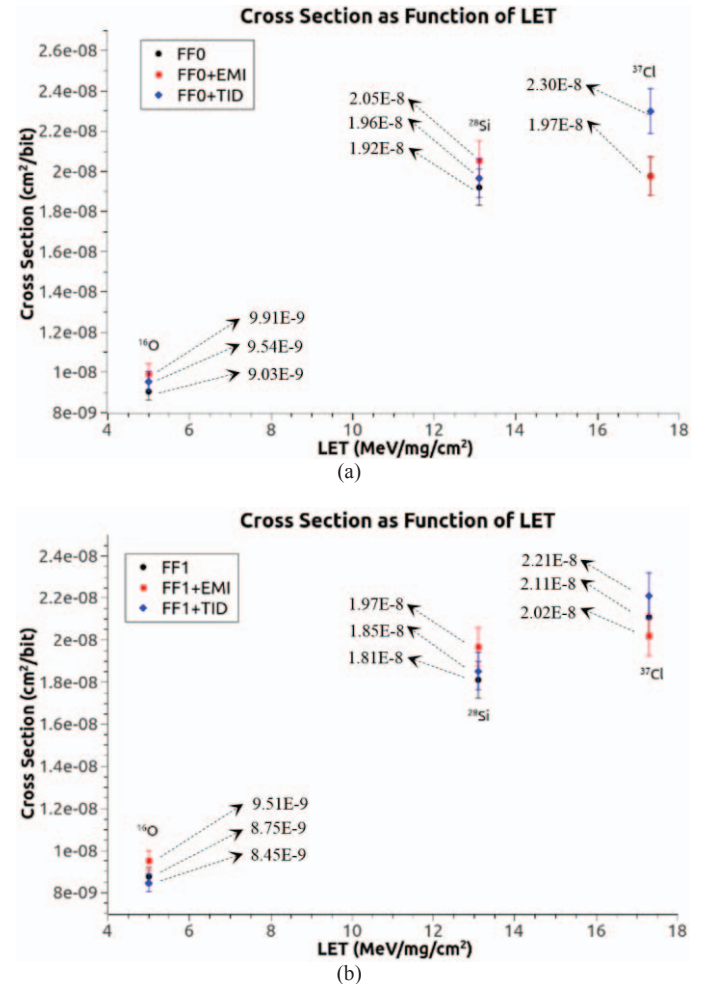 Cross Section as Function of LET
Cross Section (cm²/bit)
2.6e-08
2.4e-08
2.2e-08
2e-08
1.8e-08
1.6e-08
1.4e-08
1.2e-08
1e-08
8e-09
FF0
FF0+EMI
FF0+TID
2.05E-8
1.96E-8
1.92E-8
²⁸Si
³⁷Cl
2.30E-8
1.97E-8
¹⁶O
9.91E-9
9.54E-9
9.03E-9
4 6 8 10 12 14 16 18
LET (MeV/mg/cm²)
(a)
Cross Section as Function of LET
Cross Section (cm²/bit)
2.4e-08
2.2e-08
2e-08
1.8e-08
1.6e-08
1.4e-08
1.2e-08
1e-08
8e-09
FF1
FF1+EMI
FF1+TID
1.97E-8
1.85E-8
1.81E-8
²⁸Si
2.21E-8
2.11E-8
2.02E-8
³⁷Cl
¹⁶O
9.51E-9
8.75E-9
8.45E-9
4 6 8 10 12 14 16 18
LET (MeV/mg/cm²)
(b)